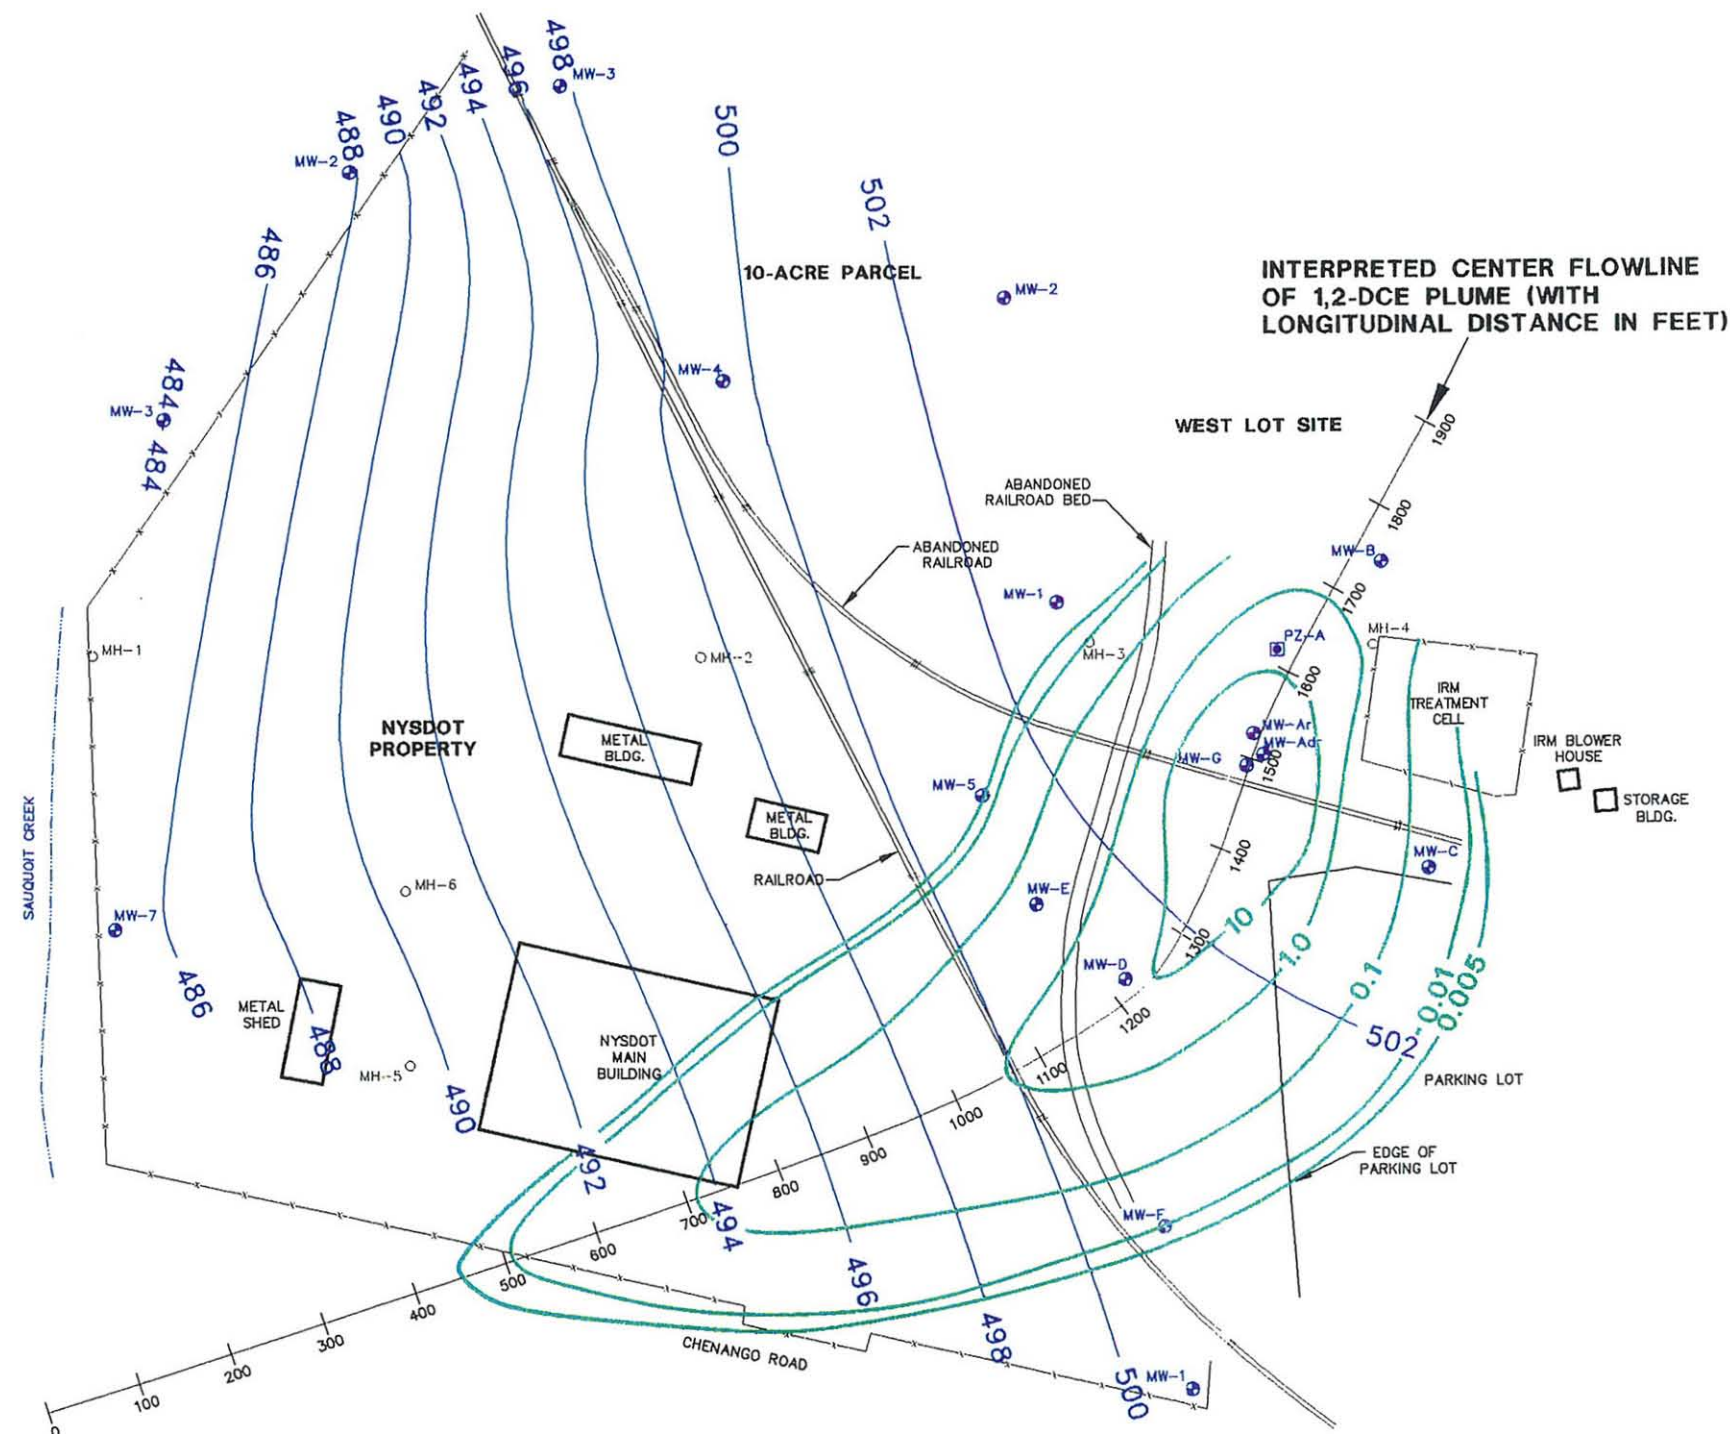 498
MW-3
496
494
492
490
488
MW-2
500
502
486
10-ACRE PARCEL
MW-2
INTERPRETED CENTER FLOWLINE
OF 1,2-DCE PLUME (WITH
LONGITUDINAL DISTANCE IN FEET)
484
MW-3
484
MW-4
WEST LOT SITE
1900
ABANDONED
RAILROAD BED
1800
ABANDONED
RAILROAD
MW-B
MW-1
1700
MH-1
MH-2
MH-3
PZ-A
MH-4
1600
IRM
TREATMENT
CELL
NYSDOT
PROPERTY
METAL
BLDG.
MW-Ar
MW-Ad
MW-G
1500
IRM BLOWER
HOUSE
MW-5
STORAGE
BLDG.
METAL
BLDG.
SAUQUOIT CREEK
RAILROAD
1400
MW-C
MH-6
MW-E
MW-7
10
1300
1.0
0.1
0.01
0.005
MW-D
486
METAL
SHED
488
1200
502
NYSDOT
MAIN
BUILDING
MH-5
1100
PARKING LOT
490
1000
492
900
EDGE OF
PARKING LOT
800
700
494
MW-F
600
500
496
400
498
300
CHENANGO ROAD
200
500
MW-1
100
0